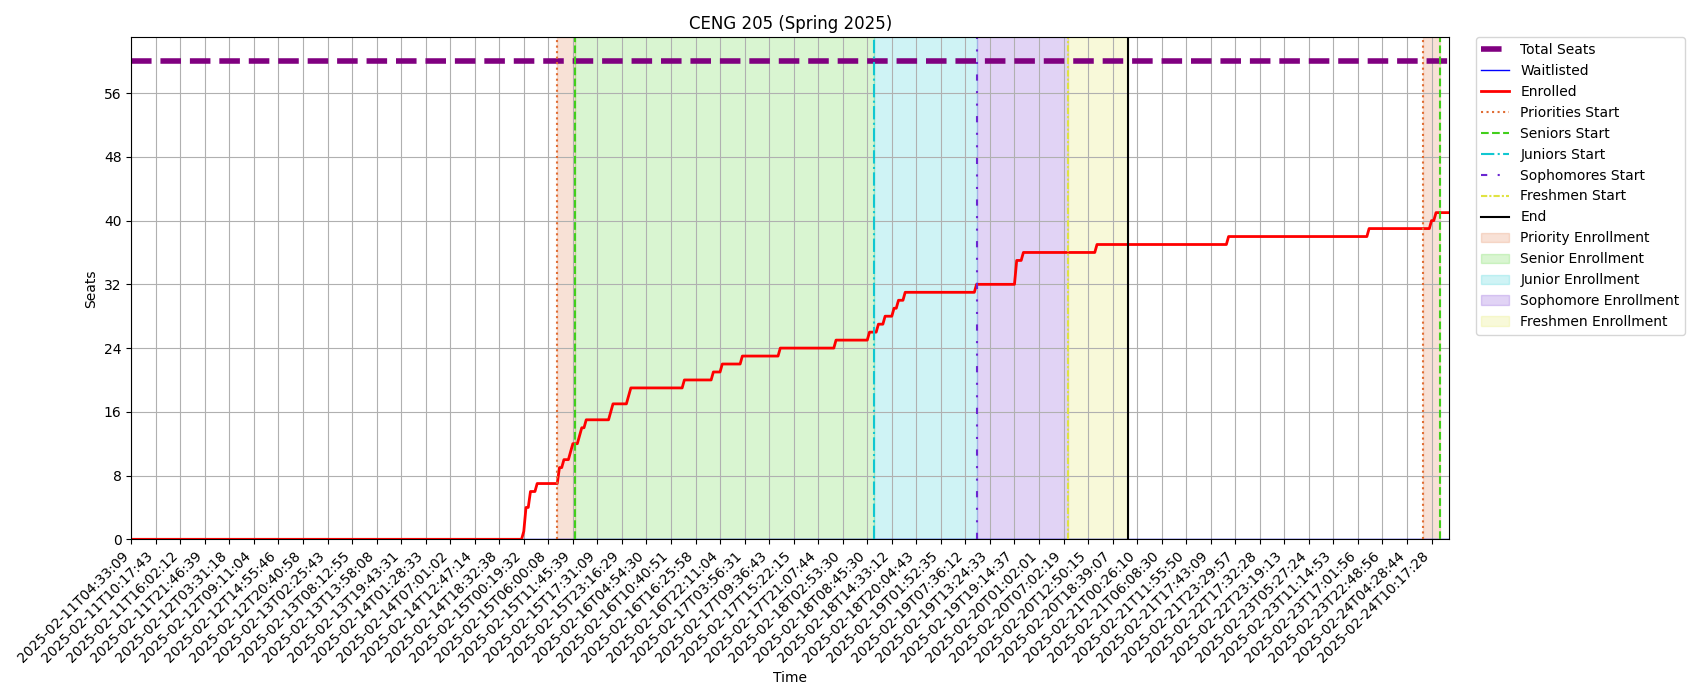 CENG 205 (Spring 2025)
Total Seats
Waitlisted
Enrolled
Priorities Start
Seniors Start
Juniors Start
Sophomores Start
Freshmen Start
End
Priority Enrollment
Senior Enrollment
Junior Enrollment
Sophomore Enrollment
Freshmen Enrollment
Seats
56
48
40
32
24
16
8
0
2025-02-11T04:33:09
2025-02-11T10:17:43
2025-02-11T16:02:12
2025-02-11T21:46:39
2025-02-12T03:31:18
2025-02-12T09:11:04
2025-02-12T14:55:46
2025-02-12T20:40:58
2025-02-13T02:25:43
2025-02-13T08:12:55
2025-02-13T13:58:08
2025-02-13T19:43:31
2025-02-14T01:28:33
2025-02-14T07:01:02
2025-02-14T12:47:14
2025-02-14T18:32:38
2025-02-15T00:19:32
2025-02-15T06:00:08
2025-02-15T11:45:39
2025-02-15T17:31:09
2025-02-15T23:16:29
2025-02-16T04:54:30
2025-02-16T10:40:51
2025-02-16T16:25:58
2025-02-16T22:11:04
2025-02-17T03:56:31
2025-02-17T09:36:43
2025-02-17T15:22:15
2025-02-17T21:07:44
2025-02-18T02:53:30
2025-02-18T08:45:30
2025-02-18T14:33:12
2025-02-18T20:04:43
2025-02-19T01:52:35
2025-02-19T07:36:12
2025-02-19T13:24:33
2025-02-19T19:14:37
2025-02-20T01:02:01
2025-02-20T07:02:19
2025-02-20T12:50:15
2025-02-20T18:39:07
2025-02-21T00:26:10
2025-02-21T06:08:30
2025-02-21T11:55:50
2025-02-21T17:43:09
2025-02-21T23:29:57
2025-02-22T17:32:28
2025-02-22T23:19:13
2025-02-23T05:27:24
2025-02-23T11:14:53
2025-02-23T17:01:56
2025-02-23T22:48:56
2025-02-24T04:28:44
2025-02-24T10:17:28
Time